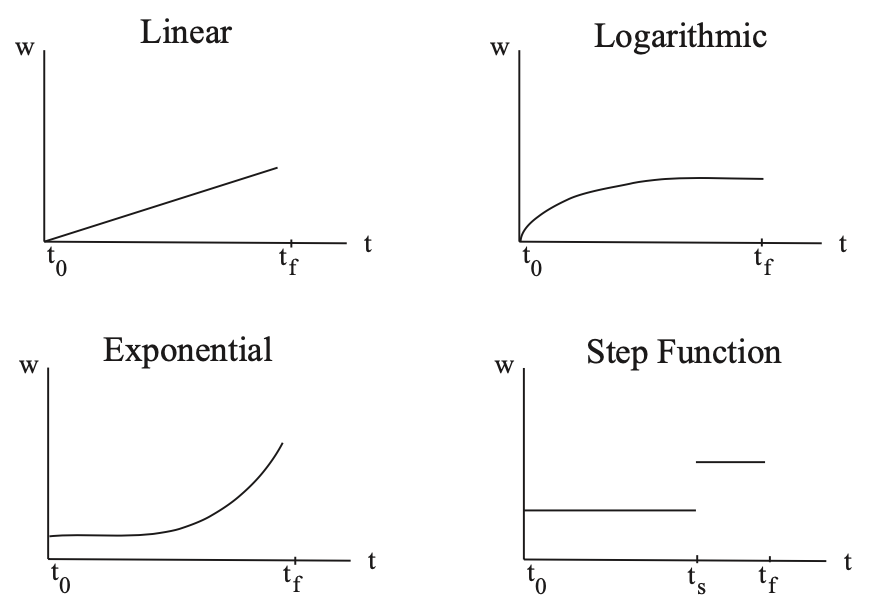 Linear
w
t
t0
tf
Logarithmic
w
t
t0
tf
Exponential
w
t
t0
tf
Step Function
w
t
t0
ts
tf